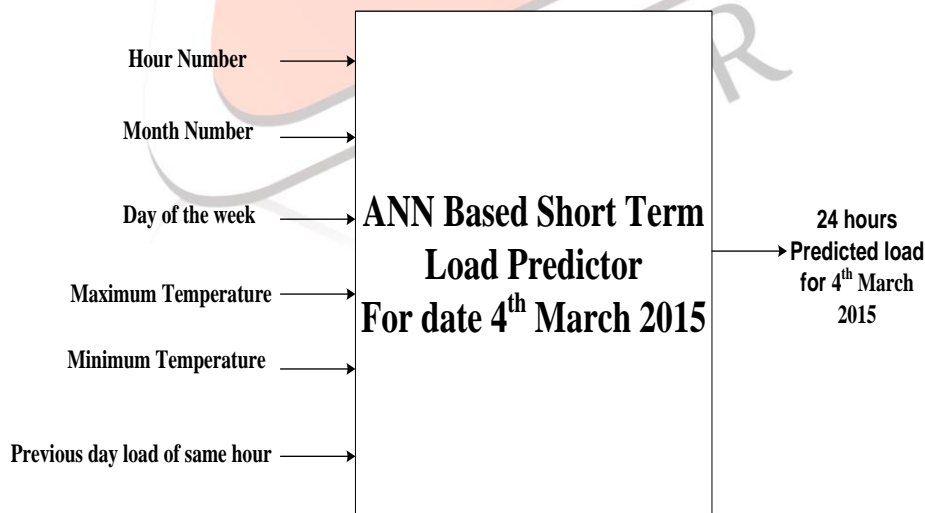 Hour Number
Month Number
Day of the week
Maximum Temperature
Minimum Temperature
Previous day load of same hour
ANN Based Short Term
Load Predictor
For date 4th March 2015
24 hours
Predicted load
for 4th March
2015
R